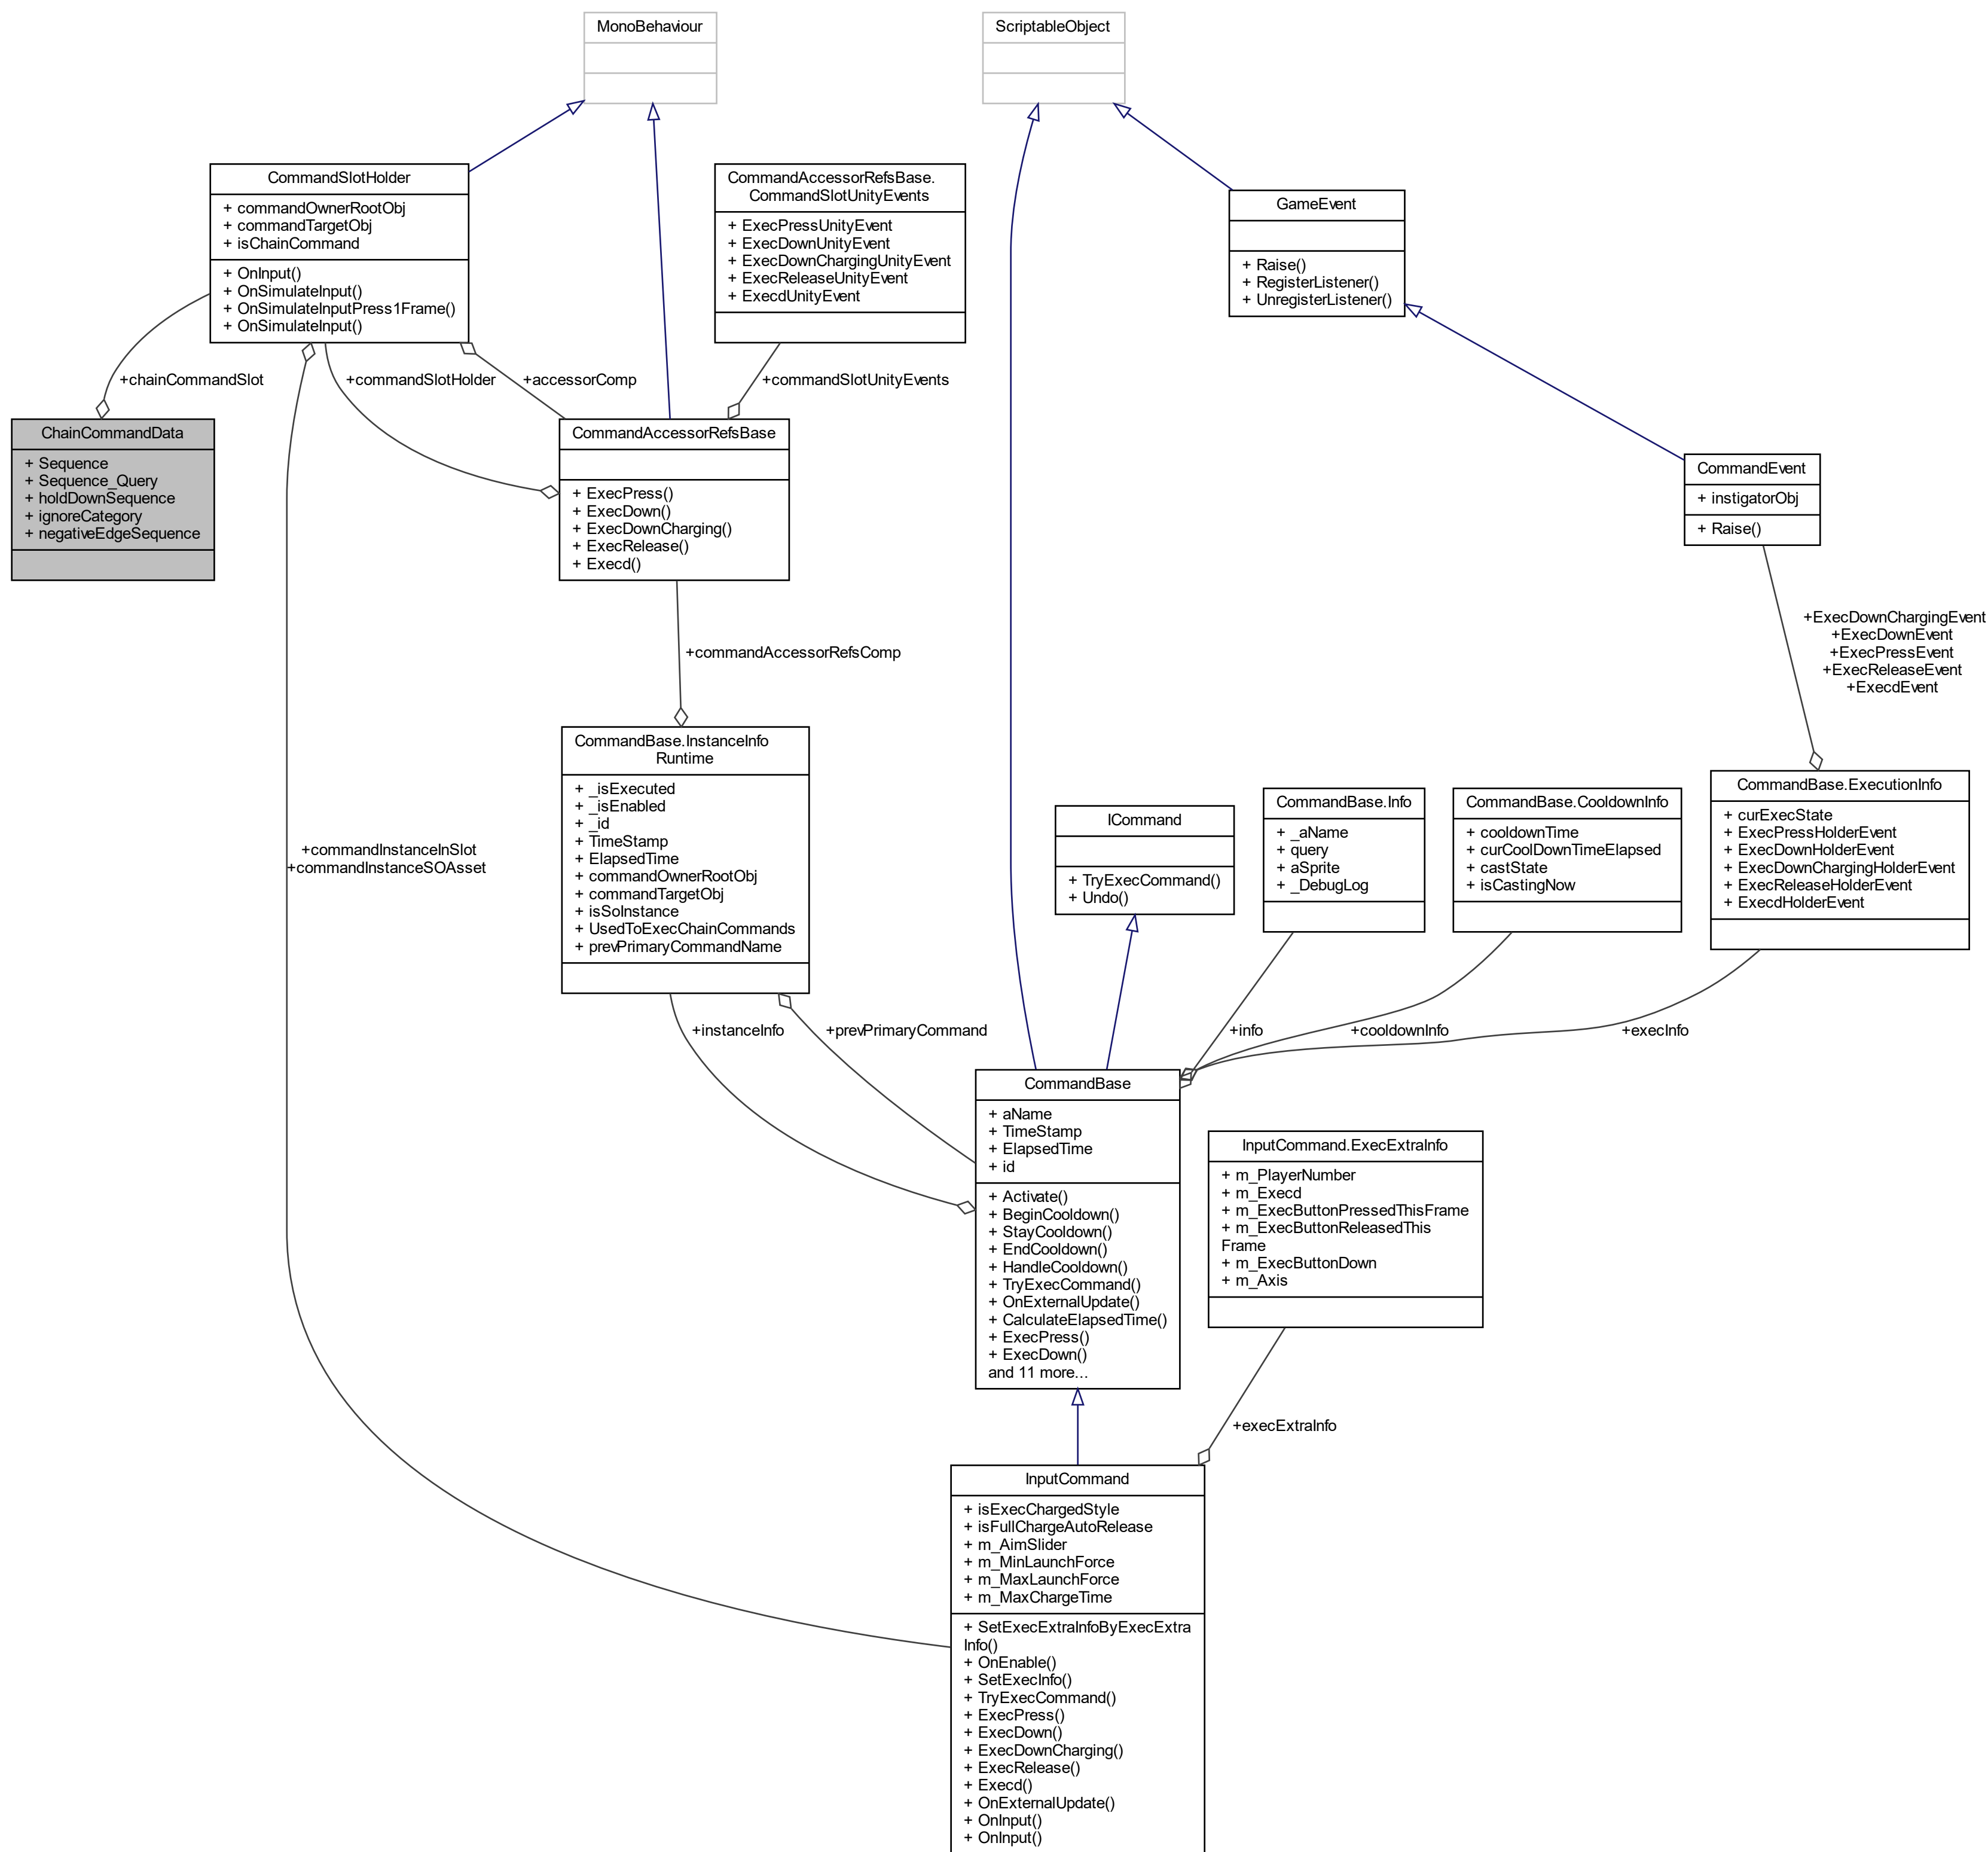 MonoBehaviour
ScriptableObject
CommandSlotHolder
+ commandOwnerRootObj
+ commandTargetObj
+ isChainCommand
+ OnInput()
+ OnSimulateInput()
+ OnSimulateInputPress1Frame()
+ OnSimulateInput()
CommandAccessorRefsBase.
CommandSlotUnityEvents
+ ExecPressUnityEvent
+ ExecDownUnityEvent
+ ExecDownChargingUnityEvent
+ ExecReleaseUnityEvent
+ ExecdUnityEvent
GameEvent
+ Raise()
+ RegisterListener()
+ UnregisterListener()
+chainCommandSlot
+commandSlotHolder
+accessorComp
+commandSlotUnityEvents
ChainCommandData
+ Sequence
+ Sequence_Query
+ holdDownSequence
+ ignoreCategory
+ negativeEdgeSequence
CommandAccessorRefsBase
+ ExecPress()
+ ExecDown()
+ ExecDownCharging()
+ ExecRelease()
+ Execd()
CommandEvent
+ instigatorObj
+ Raise()
+commandAccessorRefsComp
+ExecDownChargingEvent
+ExecDownEvent
+ExecPressEvent
+ExecReleaseEvent
+ExecdEvent
CommandBase.InstanceInfo
Runtime
+ _isExecuted
+ _isEnabled
+ _id
+ TimeStamp
+ ElapsedTime
+ commandOwnerRootObj
+ commandTargetObj
+ isSoInstance
+ UsedToExecChainCommands
+ prevPrimaryCommandName
+commandInstanceInSlot
+commandInstanceSOAsset
ICommand
+ TryExecCommand()
+ Undo()
CommandBase.Info
+ _aName
+ query
+ aSprite
+ _DebugLog
CommandBase.CooldownInfo
+ cooldownTime
+ curCoolDownTimeElapsed
+ castState
+ isCastingNow
CommandBase.ExecutionInfo
+ curExecState
+ ExecPressHolderEvent
+ ExecDownHolderEvent
+ ExecDownChargingHolderEvent
+ ExecReleaseHolderEvent
+ ExecdHolderEvent
+instanceInfo
+prevPrimaryCommand
+info
+cooldownInfo
+execInfo
CommandBase
+ aName
+ TimeStamp
+ ElapsedTime
+ id
+ Activate()
+ BeginCooldown()
+ StayCooldown()
+ EndCooldown()
+ HandleCooldown()
+ TryExecCommand()
+ OnExternalUpdate()
+ CalculateElapsedTime()
+ ExecPress()
+ ExecDown()
and 11 more...
InputCommand.ExecExtraInfo
+ m_PlayerNumber
+ m_Execd
+ m_ExecButtonPressedThisFrame
+ m_ExecButtonReleasedThis
Frame
+ m_ExecButtonDown
+ m_Axis
+execExtraInfo
InputCommand
+ isExecChargedStyle
+ isFullChargeAutoRelease
+ m_AimSlider
+ m_MinLaunchForce
+ m_MaxLaunchForce
+ m_MaxChargeTime
+ SetExecExtraInfoByExecExtra
Info()
+ OnEnable()
+ SetExecInfo()
+ TryExecCommand()
+ ExecPress()
+ ExecDown()
+ ExecDownCharging()
+ ExecRelease()
+ Execd()
+ OnExternalUpdate()
+ OnInput()
+ OnInput()